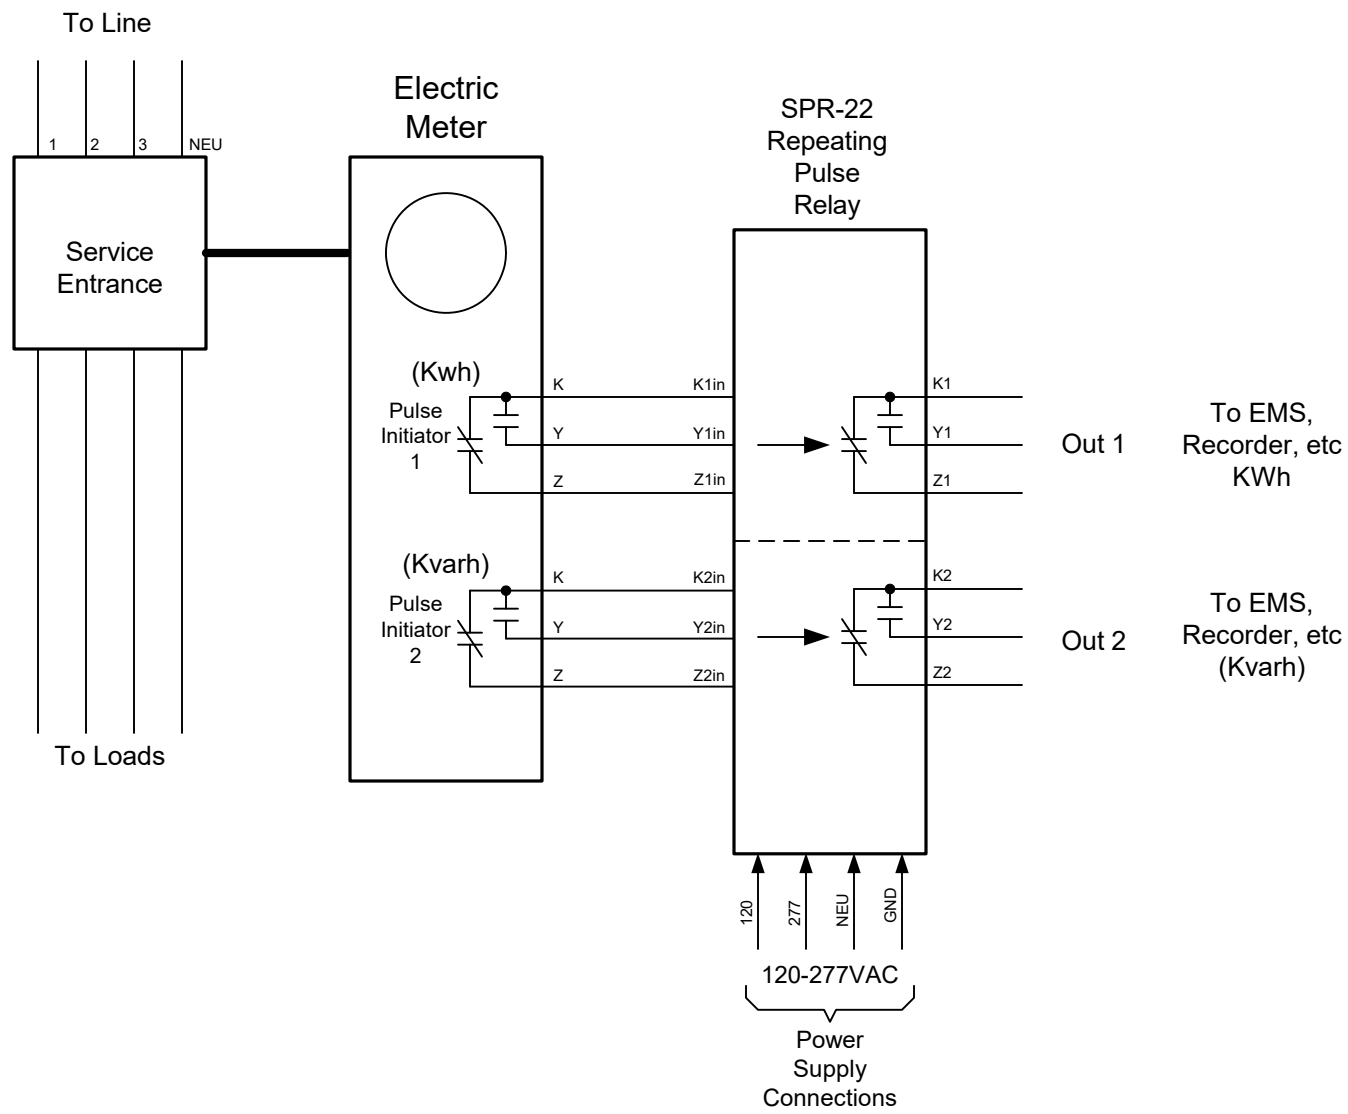 To Line
1
2
3
NEU
Service
Entrance
To Loads
Electric
Meter
(Kwh)
Pulse
Initiator
1
K
Y
Z
(Kvarh)
Pulse
Initiator
2
K
Y
Z
SPR-22
Repeating
Pulse
Relay
K1in
Y1in
Z1in
K2in
Y2in
Z2in
K1
Y1
Z1
K2
Y2
Z2
Out 1
To EMS,
Recorder, etc
KWh
Out 2
To EMS,
Recorder, etc
(Kvarh)
120
277
NEU
GND
120-277VAC
Power
Supply
Connections